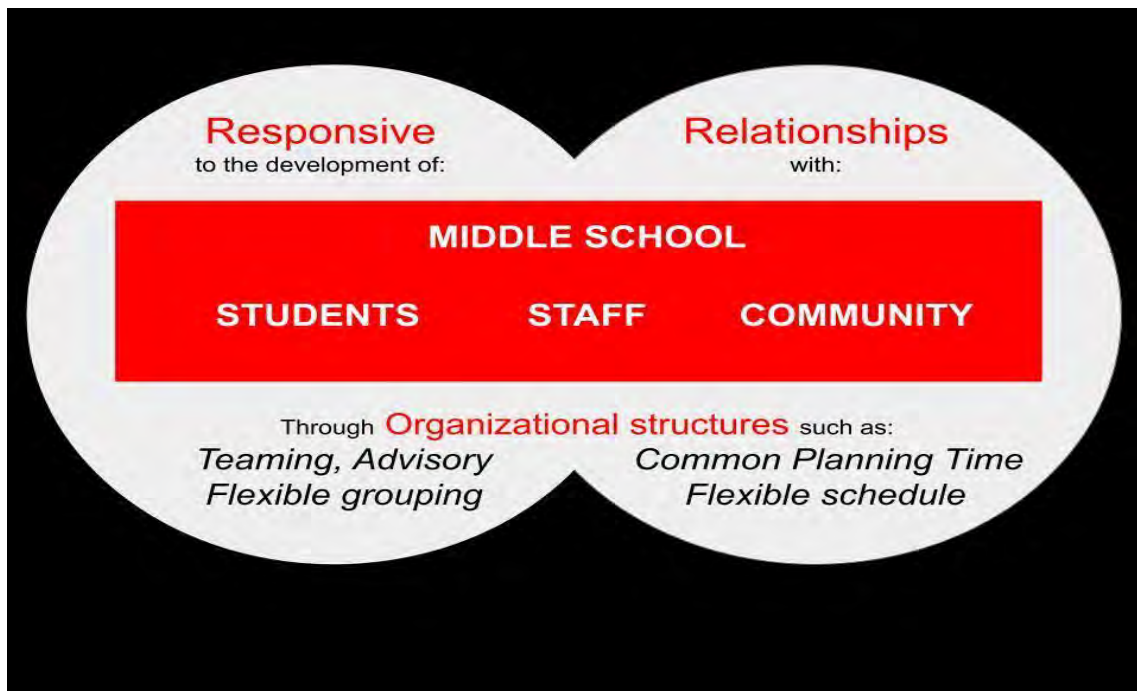 Responsive
to the development of:
Relationships
with:
MIDDLE SCHOOL
STUDENTS STAFF COMMUNITY
Through Organizational structures such as:
Teaming, Advisory
Flexible grouping
Common Planning Time
Flexible schedule